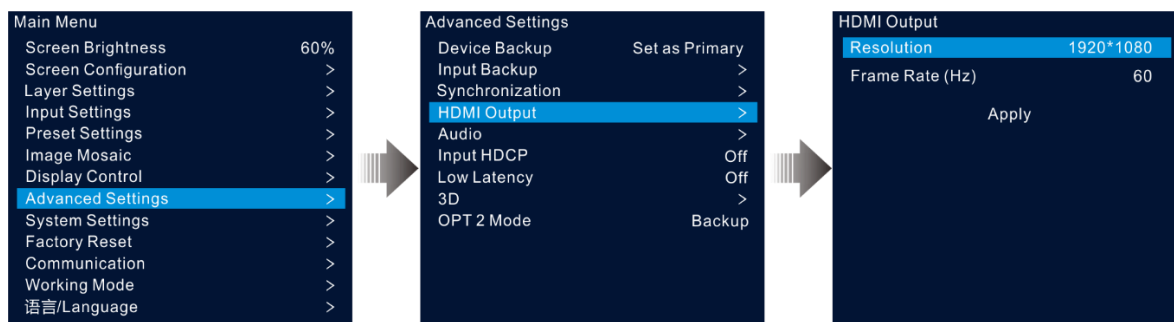 Main Menu
Screen Brightness 60%
Screen Configuration >
Layer Settings >
Input Settings >
Preset Settings >
Image Mosaic >
Display Control >
Advanced Settings >
System Settings >
Factory Reset >
Communication >
Working Mode >
语言/Language >
Advanced Settings
Device Backup Set as Primary
Input Backup >
Synchronization >
HDMI Output >
Audio >
Input HDCP Off
Low Latency Off
3D >
OPT 2 Mode Backup
HDMI Output
Resolution 1920*1080
Frame Rate (Hz) 60
Apply